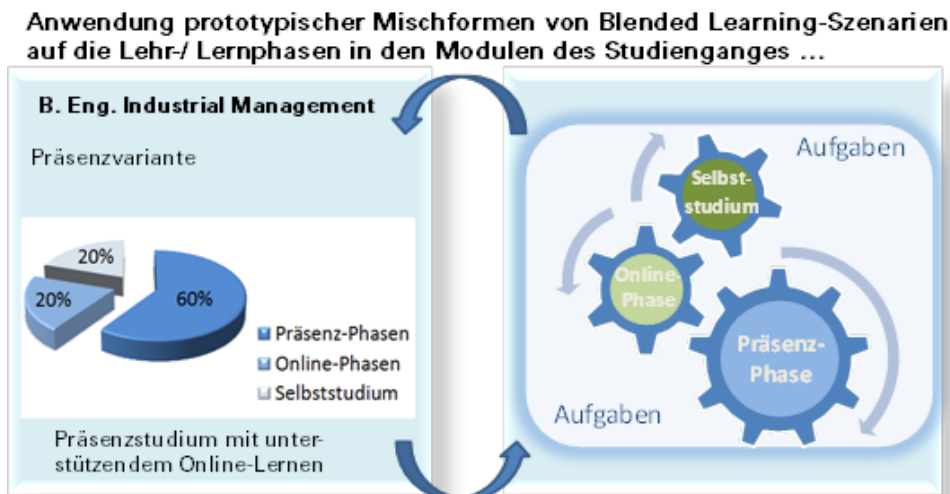 Anwendung prototypischer Mischformen von Blended Learning-Szenarien
auf die Lehr-/ Lernphasen in den Modulen des Studienganges ...
B. Eng. Industrial Management
Präsenzvariante
20%
20%
60%
Präsenz-Phasen
Online-Phasen
Selbststudium
Präsenzstudium mit unter-
stützendem Online-Lernen
Aufgaben
Selbst-
studium
Online-
Phase
Präsenz-
Phase
Aufgaben